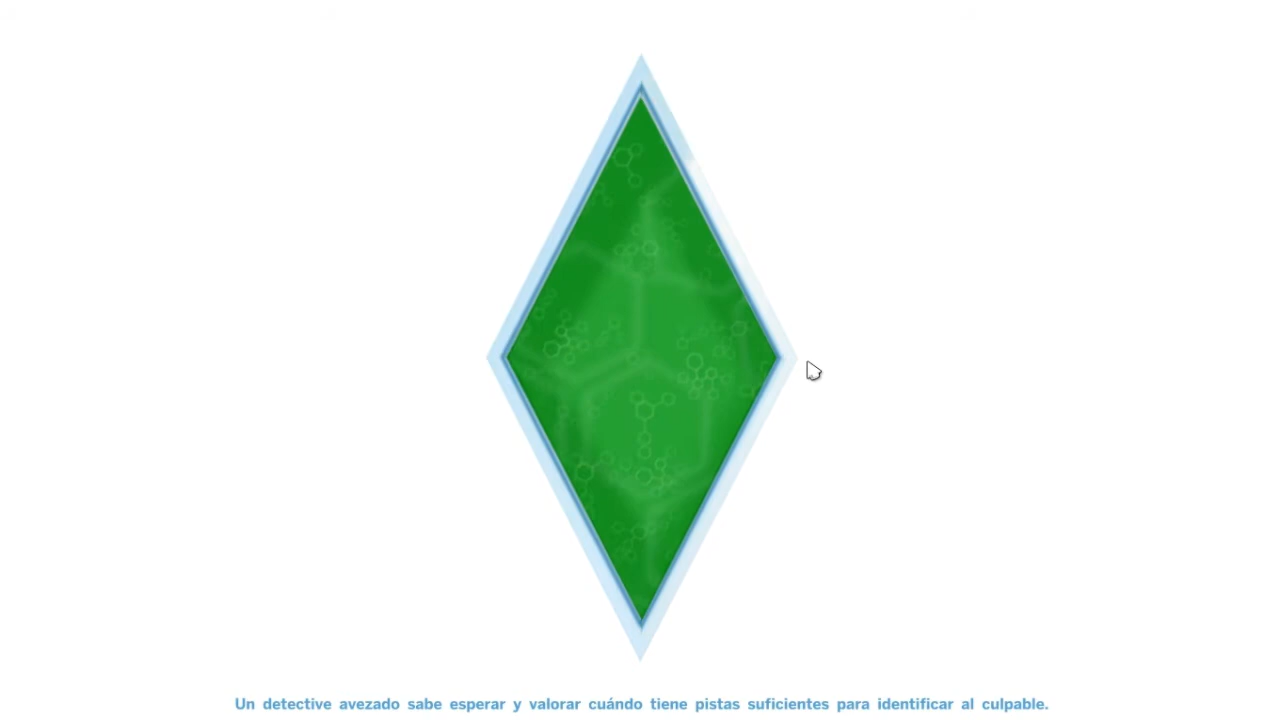 Un detective avezado sabe esperar y valorar cuándo tiene pistas suficientes para identificar al culpable.